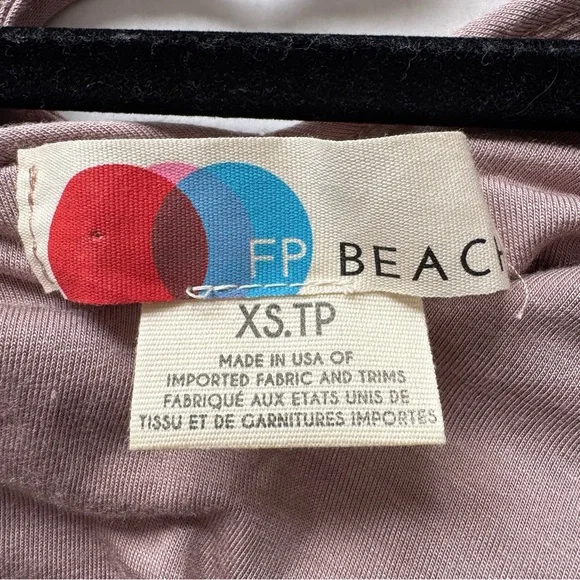 FP BEACH
XS.TP
MADE IN USA OF
IMPORTED FABRIC AND TRIMS
FABRIQUÉ AUX ETATS UNIS DE
TISSU ET DE GARNITURES IMPORTES